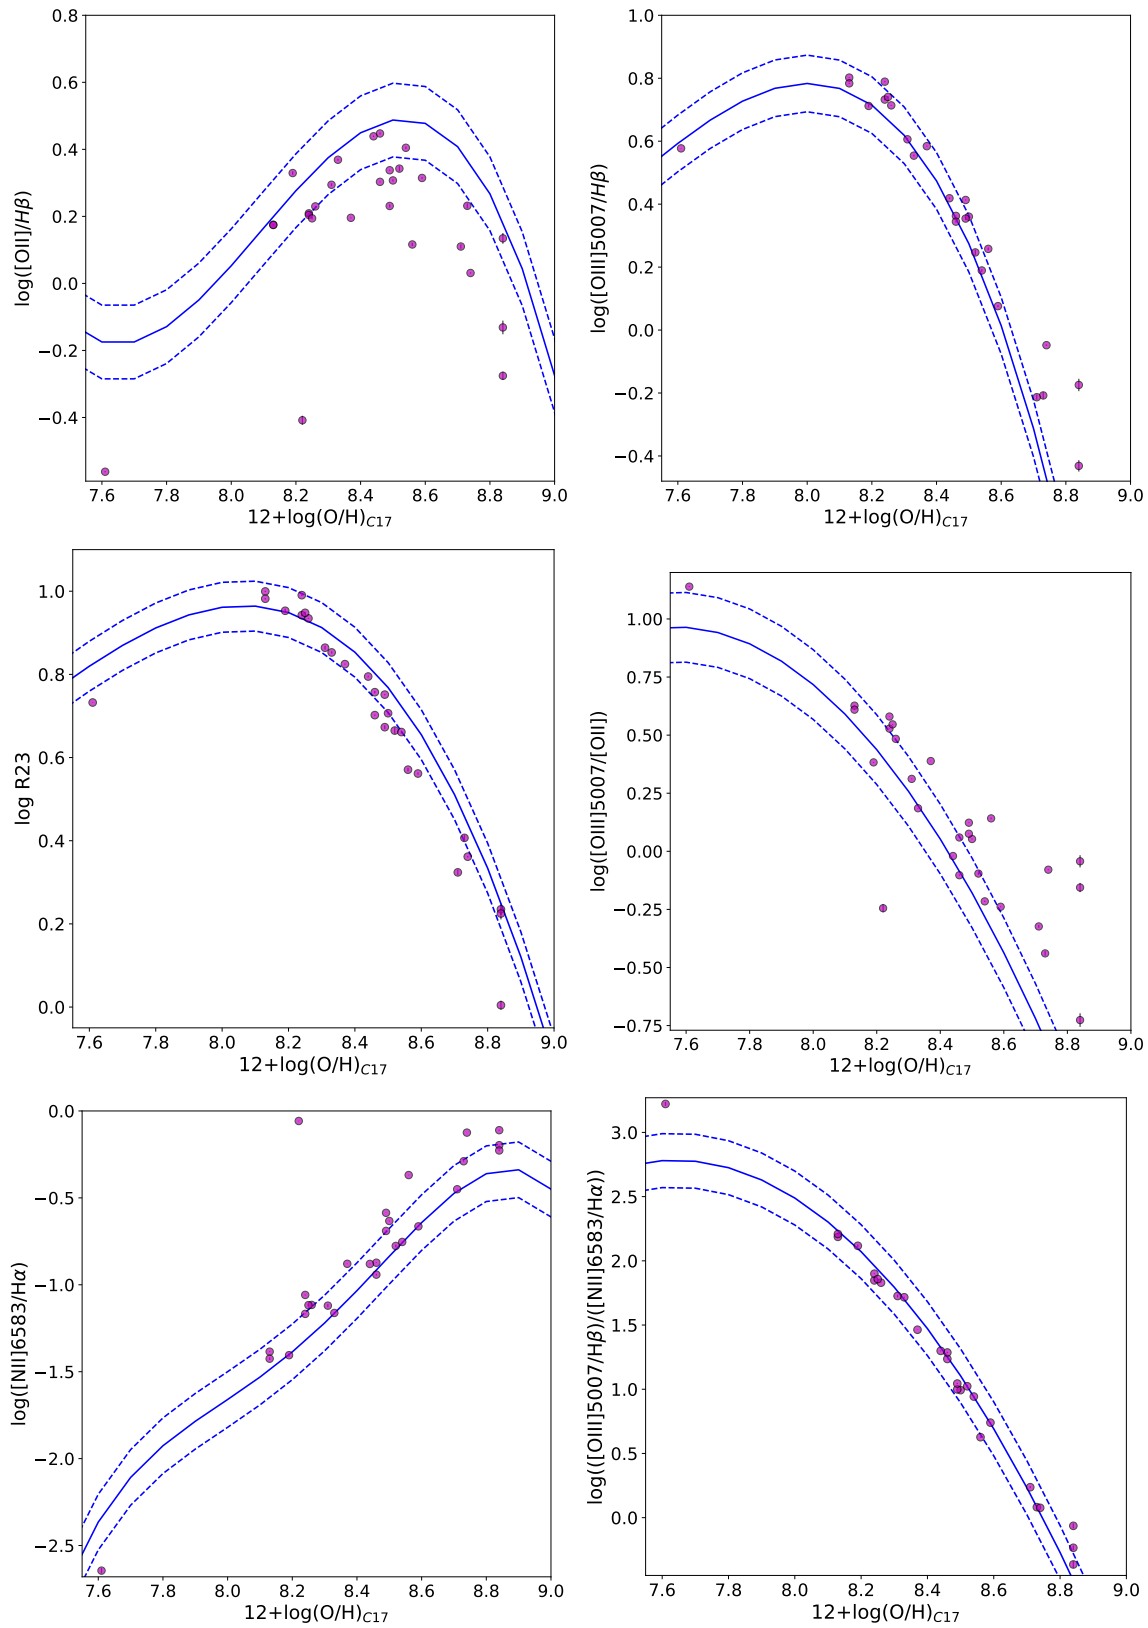 0.8
0.6
0.4
0.2
0.0
−0.2
−0.4
log([OII]/Hβ)
7.6 7.8 8.0 8.2 8.4 8.6 8.8 9.0
12+log(O/H)C17
1.0
0.8
0.6
0.4
0.2
0.0
−0.2
−0.4
log([OIII]5007/Hβ)
7.6 7.8 8.0 8.2 8.4 8.6 8.8 9.0
12+log(O/H)C17
1.0
0.8
0.6
0.4
0.2
0.0
log R23
7.6 7.8 8.0 8.2 8.4 8.6 8.8 9.0
12+log(O/H)C17
1.00
0.75
0.50
0.25
0.00
−0.25
−0.50
−0.75
log([OIII]5007/[OII])
7.6 7.8 8.0 8.2 8.4 8.6 8.8 9.0
12+log(O/H)C17
0.0
−0.5
−1.0
−1.5
−2.0
−2.5
log([NII]6583/Hα)
7.6 7.8 8.0 8.2 8.4 8.6 8.8 9.0
12+log(O/H)C17
3.0
2.5
2.0
1.5
1.0
0.5
0.0
log(([OIII]5007/Hβ)/([NII]6583/Hα))
7.6 7.8 8.0 8.2 8.4 8.6 8.8 9.0
12+log(O/H)C17